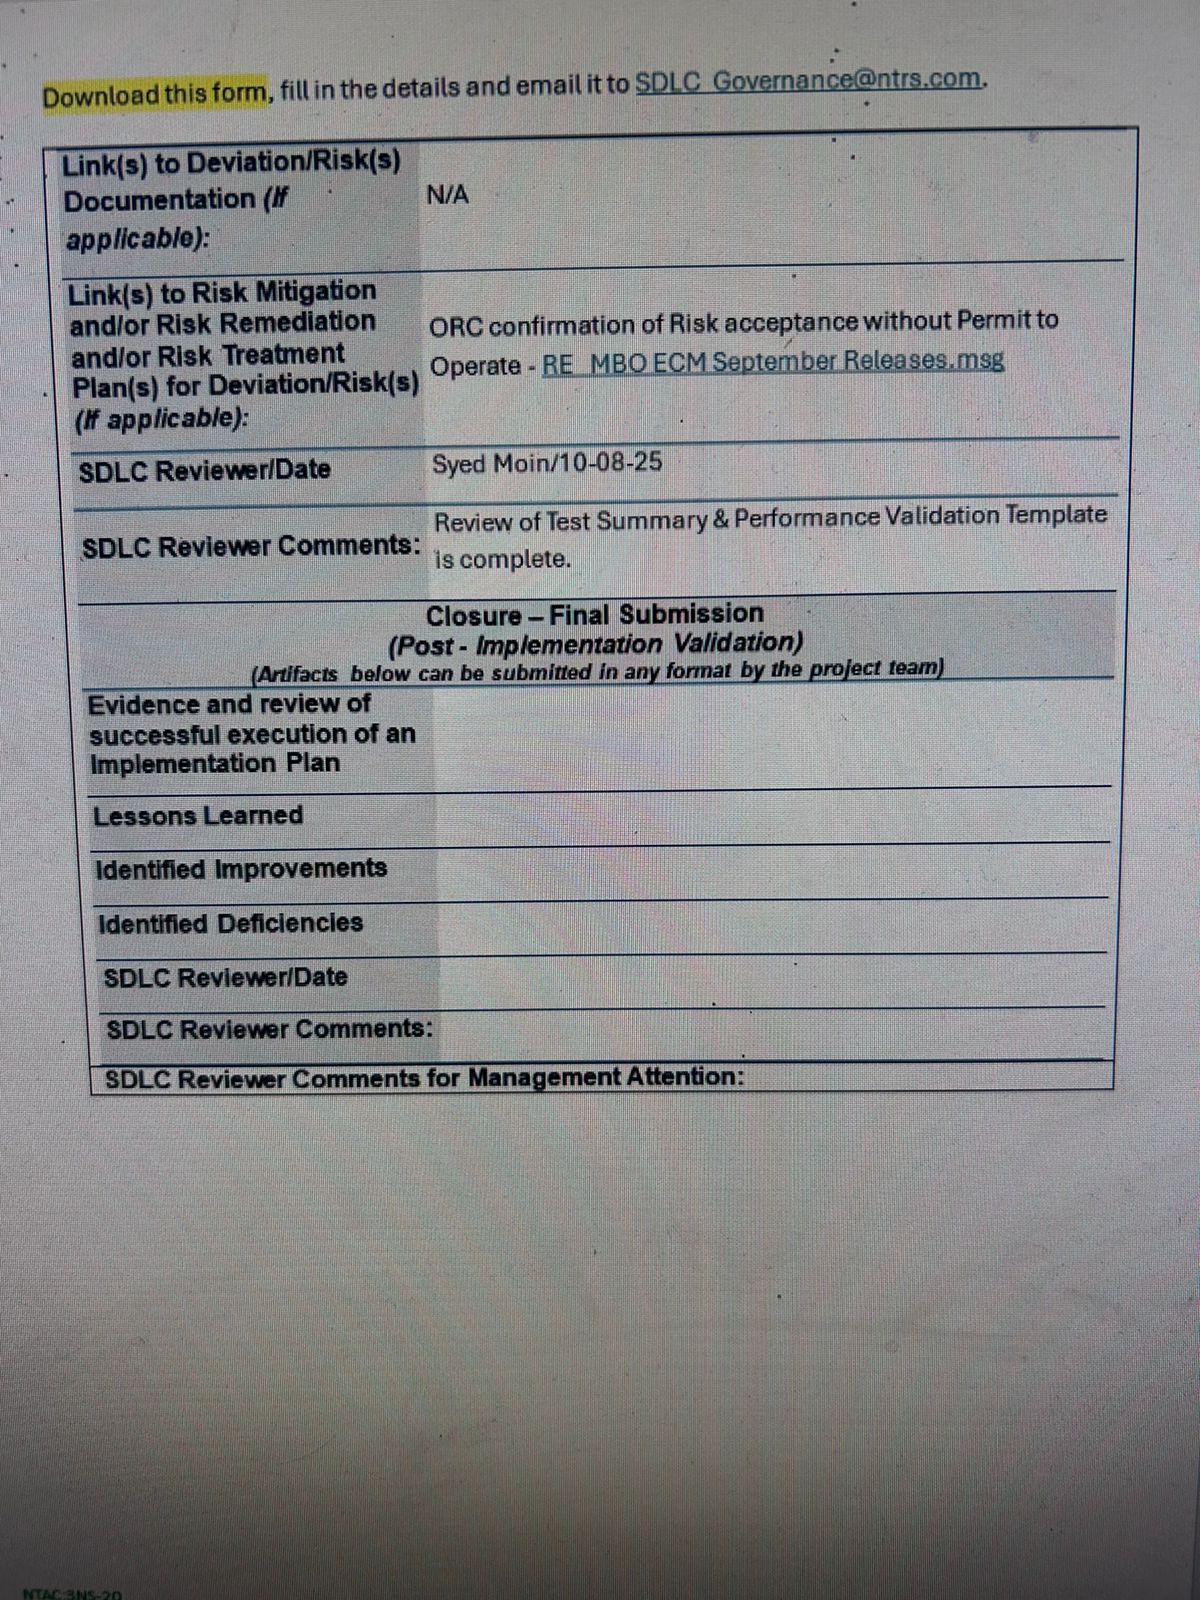 Download this form, fill in the details and email it to SDLC_Governance@ntrs.com.
Link(s) to Deviation/Risk(s)
Documentation (If
applicable):
N/A
Link(s) to Risk Mitigation
and/or Risk Remediation
and/or Risk Treatment
Plan(s) for Deviation/Risk(s)
(If applicable):
ORC confirmation of Risk acceptance without Permit to
Operate - RE_ MBO ECM September Releases.msg
SDLC Reviewer/Date
Syed Moin/10-08-25
SDLC Reviewer Comments:
Review of Test Summary & Performance Validation Template
is complete.
Closure – Final Submission
(Post - Implementation Validation)
(Artifacts below can be submitted in any format by the project team)
Evidence and review of
successful execution of an
Implementation Plan
Lessons Learned
Identified Improvements
Identified Deficiencies
SDLC Reviewer/Date
SDLC Reviewer Comments:
SDLC Reviewer Comments for Management Attention:
NTAC:3NS-20